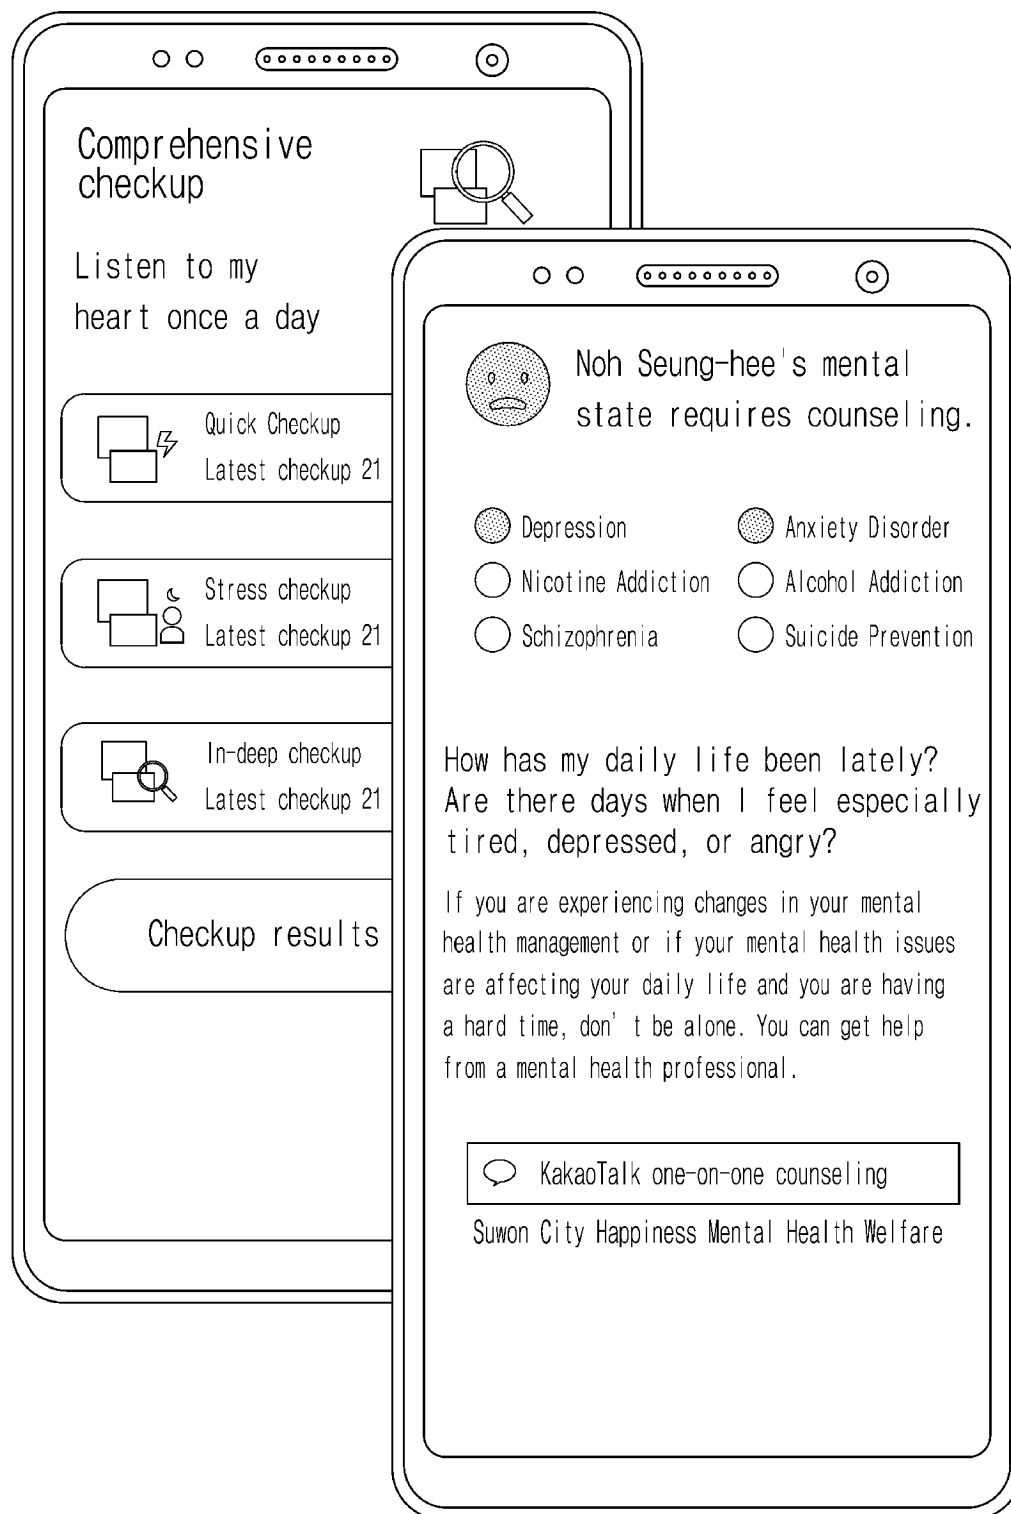 Comprehensive
checkup
Listen to my
heart once a day
Quick Checkup
Latest checkup 21
Stress checkup
Latest checkup 21
In-deep checkup
Latest checkup 21
Checkup results
Noh Seung-hee's mental
state requires counseling.
Depression
Anxiety Disorder
Nicotine Addiction
Alcohol Addiction
Schizophrenia
Suicide Prevention
How has my daily life been lately?
Are there days when I feel especially
tired, depressed, or angry?
If you are experiencing changes in your mental
health management or if your mental health issues
are affecting your daily life and you are having
a hard time, don’ t be alone. You can get help
from a mental health professional.
KakaoTalk one-on-one counseling
Suwon City Happiness Mental Health Welfare